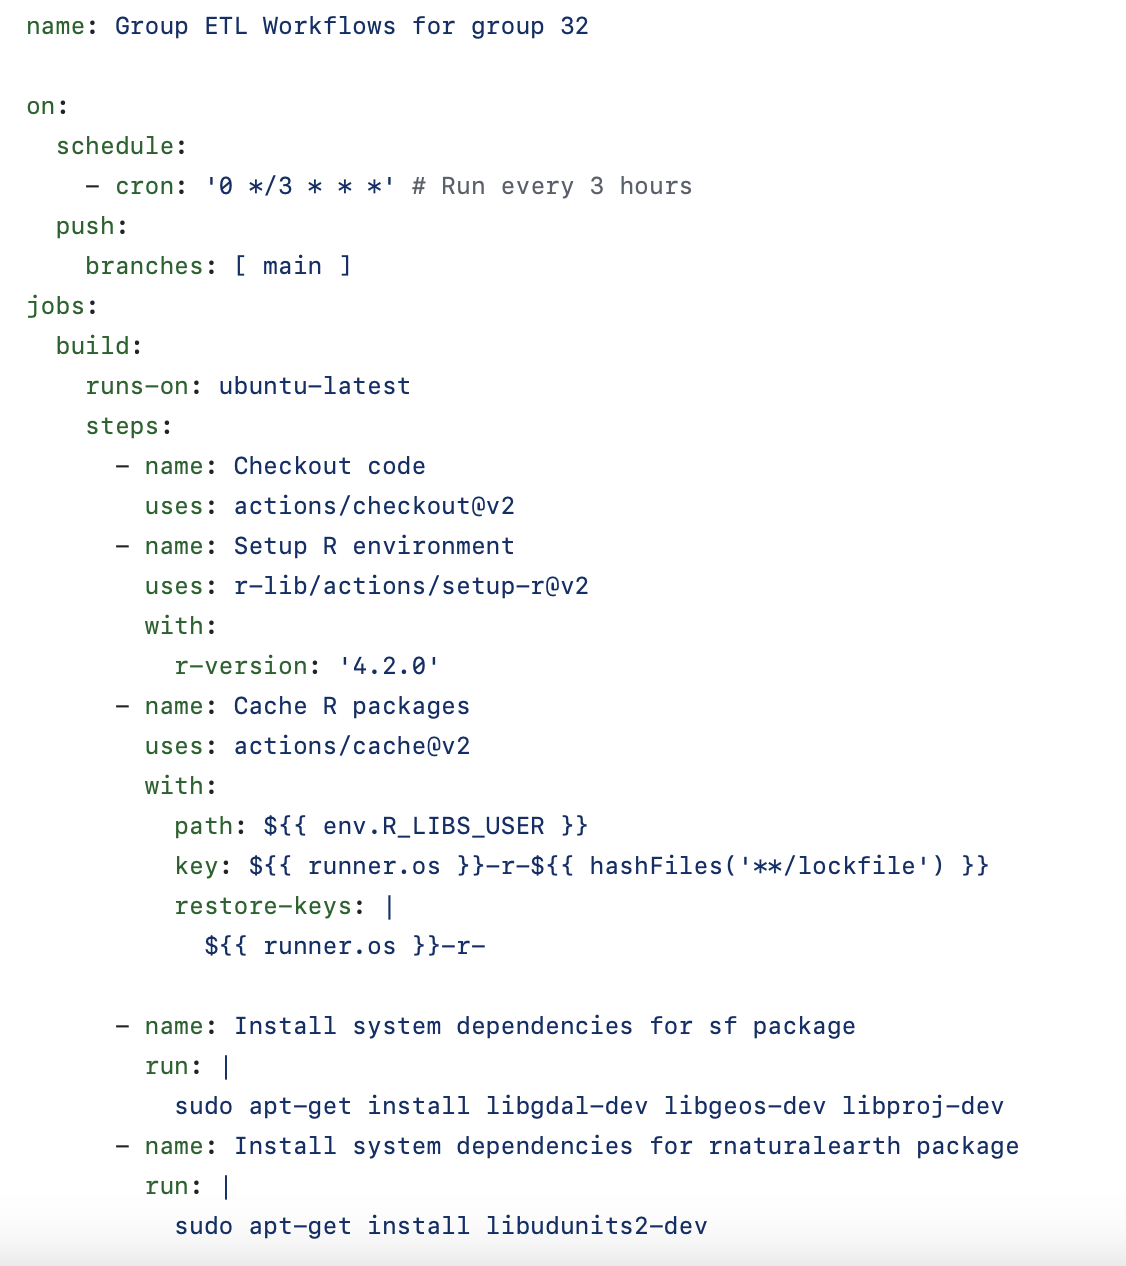 name: Group ETL Workflows for group 32
on:
  schedule:
    - cron: '0 */3 * * *' # Run every 3 hours
  push:
    branches: [ main ]
jobs:
  build:
    runs-on: ubuntu-latest
    steps:
      - name: Checkout code
        uses: actions/checkout@v2
      - name: Setup R environment
        uses: r-lib/actions/setup-r@v2
        with:
          r-version: '4.2.0'
      - name: Cache R packages
        uses: actions/cache@v2
        with:
          path: ${{ env.R_LIBS_USER }}
          key: ${{ runner.os }}-r-${{ hashFiles('**/lockfile') }}
          restore-keys: |
            ${{ runner.os }}-r-
      - name: Install system dependencies for sf package
        run: |
          sudo apt-get install libgdal-dev libgeos-dev libproj-dev
      - name: Install system dependencies for rnaturalearth package
        run: |
          sudo apt-get install libudunits2-dev